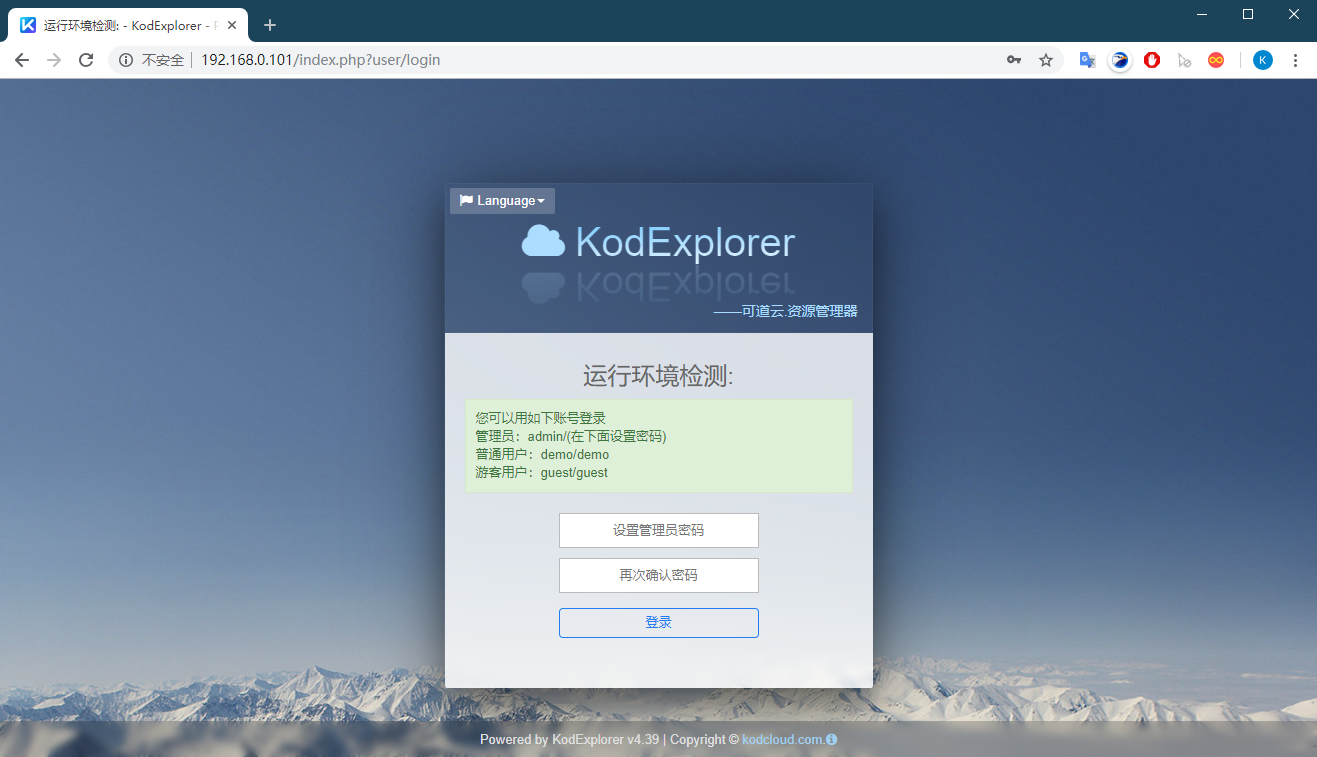 运行环境检测: - KodExplorer - P
不安全 192.168.0.101/index.php?user/login
K
Language
KodExplorer
——可道云.资源管理器
运行环境检测:
您可以用如下账号登录
管理员：admin/(在下面设置密码)
普通用户：demo/demo
游客用户：guest/guest
设置管理员密码
再次确认密码
登录
Powered by KodExplorer v4.39 | Copyright © kodcloud.com.